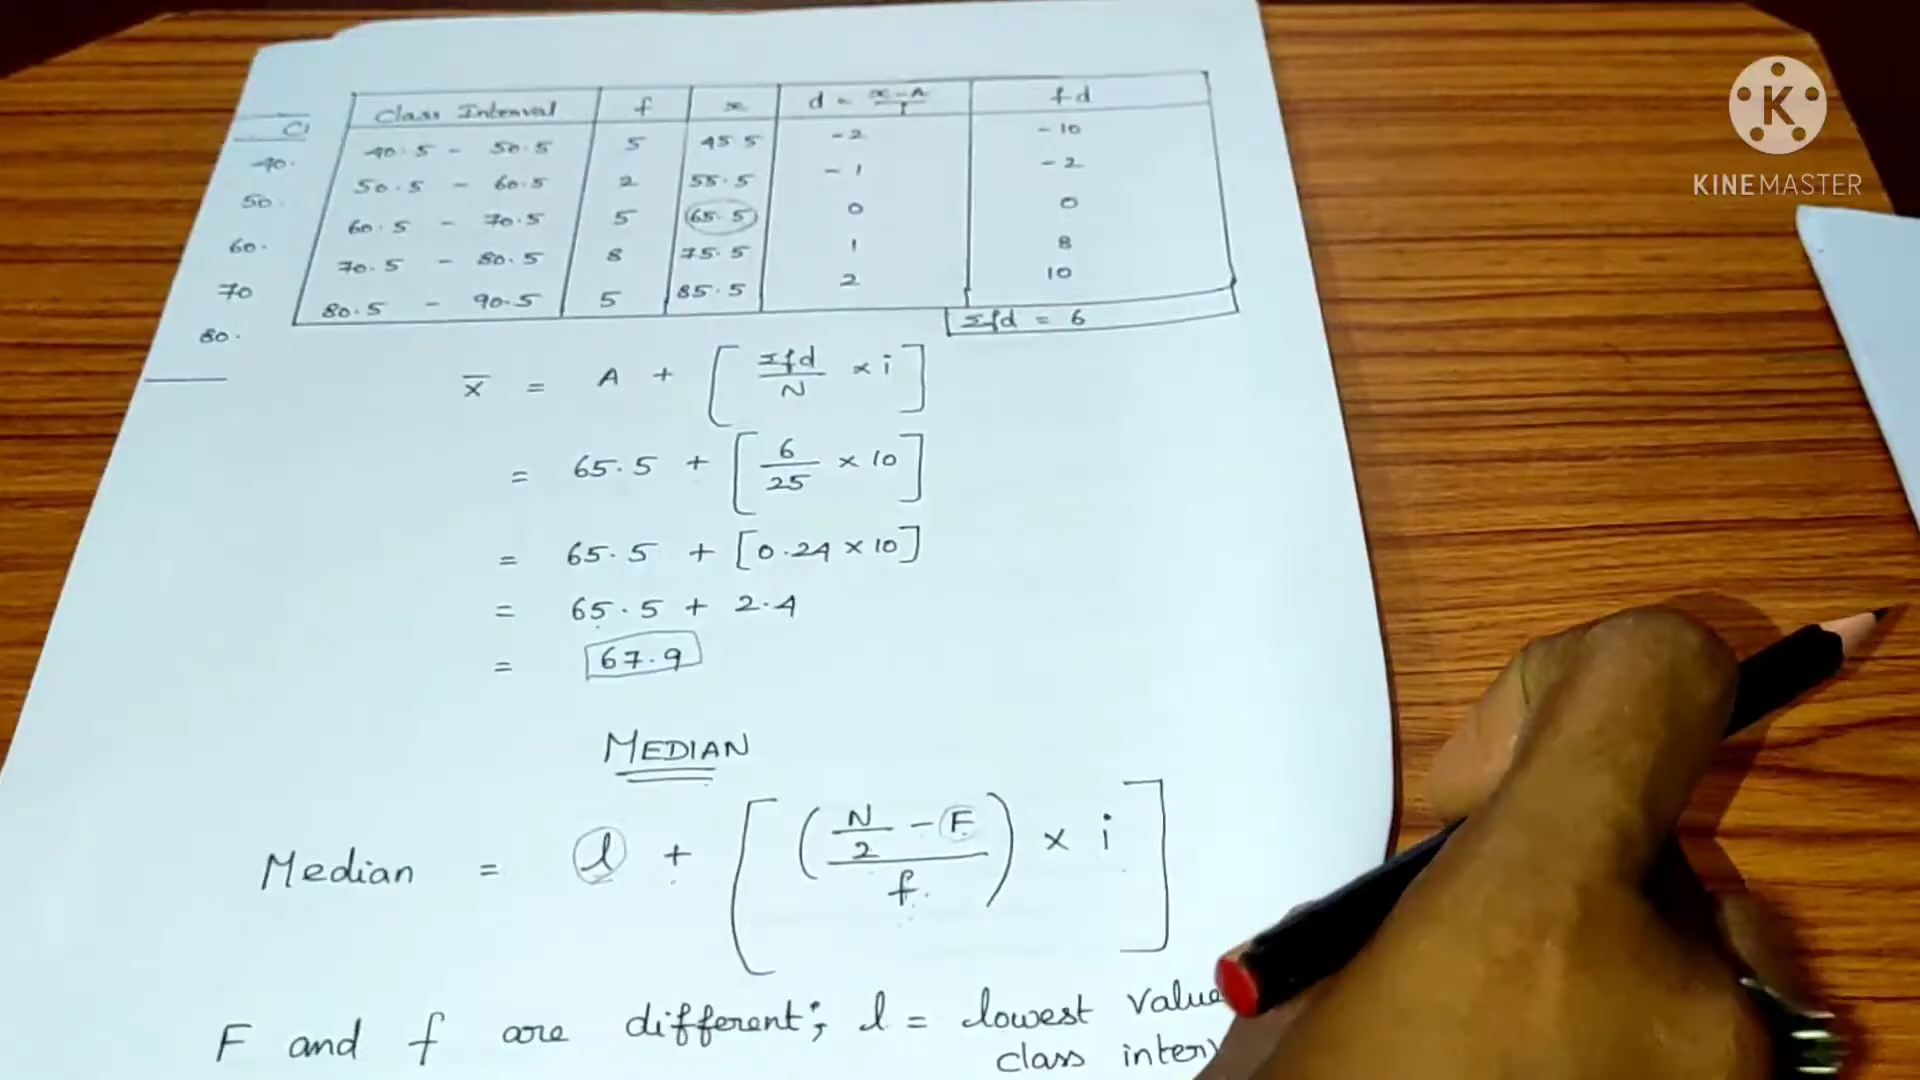 Class Interval f x d = x-A/i fd
40.5 - 50.5 5 45.5 -2 -10
50.5 - 60.5 2 55.5 -1 -2
60.5 - 70.5 5 65.5 0 0
70.5 - 80.5 8 75.5 1 8
80.5 - 90.5 5 85.5 2 10
Σfd = 6
CI
40.
50.
60.
70
80.
x̄ = A + [Σfd/N × i]
= 65.5 + [6/25 × 10]
= 65.5 + [0.24 × 10]
= 65.5 + 2.4
= 67.9
MEDIAN
Median = l + [(N/2 - F / f) × i]
F and f are different; l = lowest value
class inter
KINEMASTER